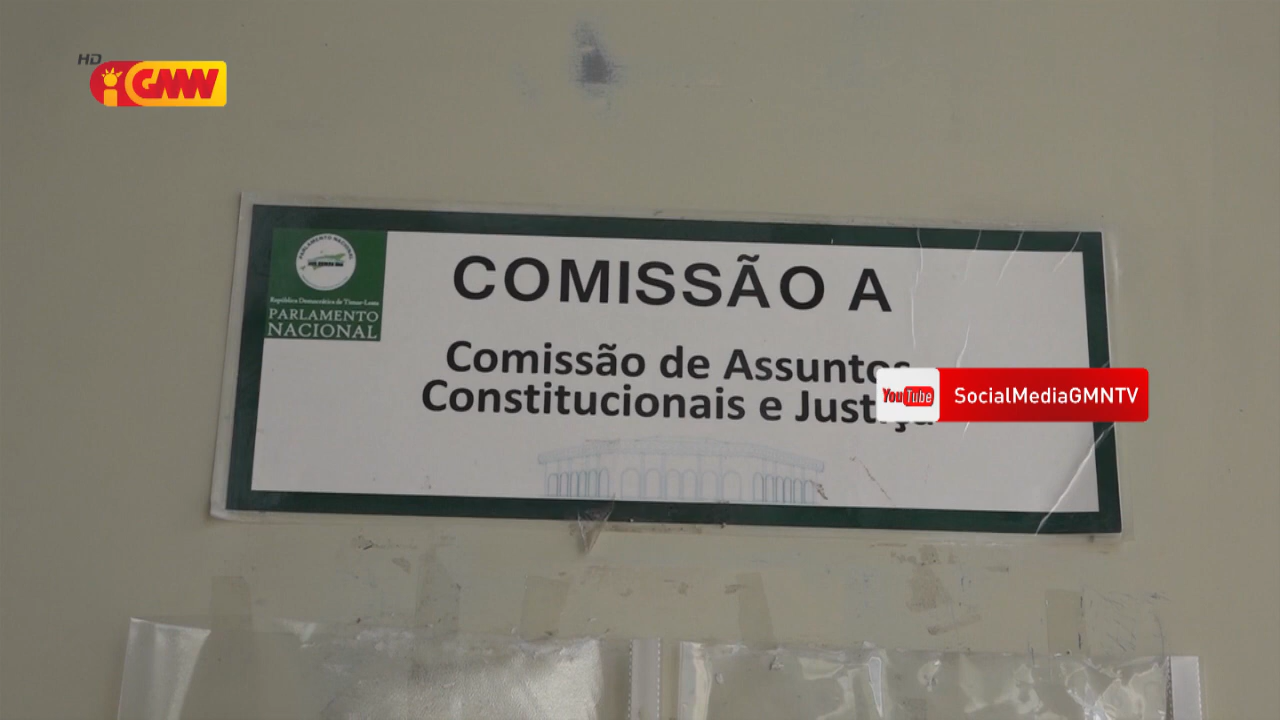 HD
GMN
PARLAMENTO NACIONAL
República Democrática de Timor-Leste
PARLAMENTO
NACIONAL
COMISSÃO A
Comissão de Assuntos
Constitucionais e Justiça
YouTube SocialMediaGMNTV